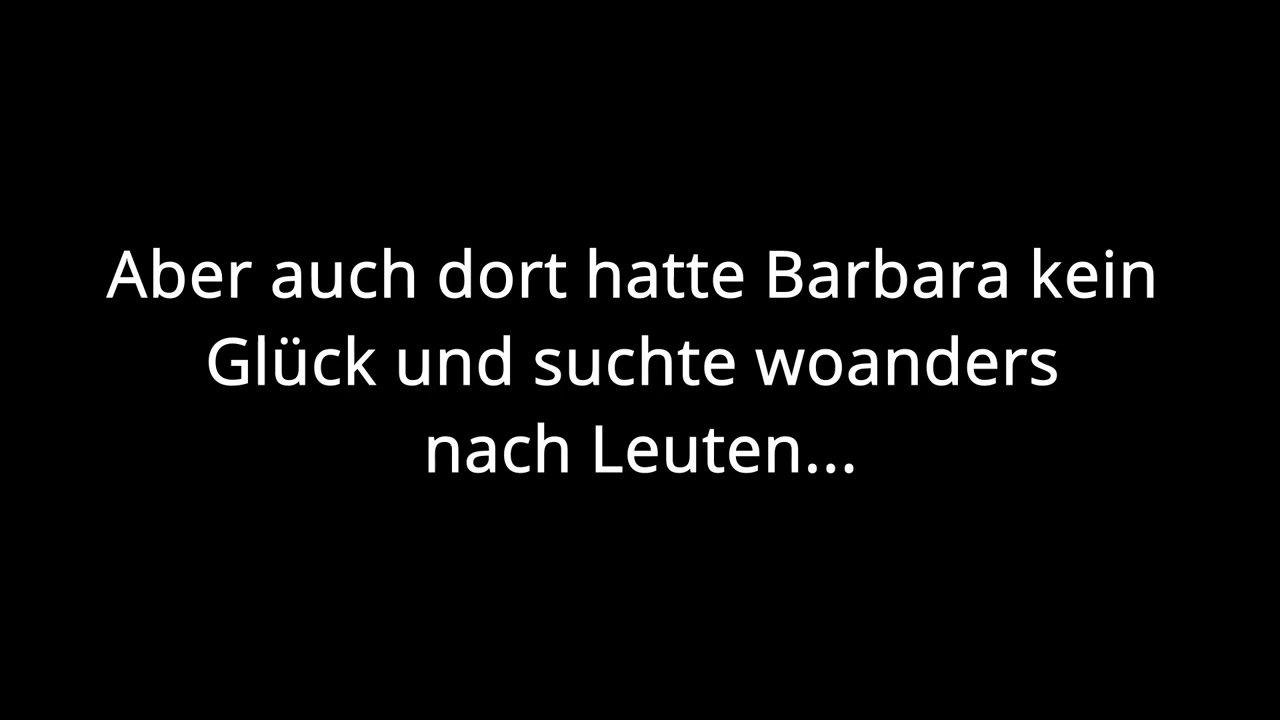 Aber auch dort hatte Barbara kein
Glück und suchte woanders
nach Leuten...